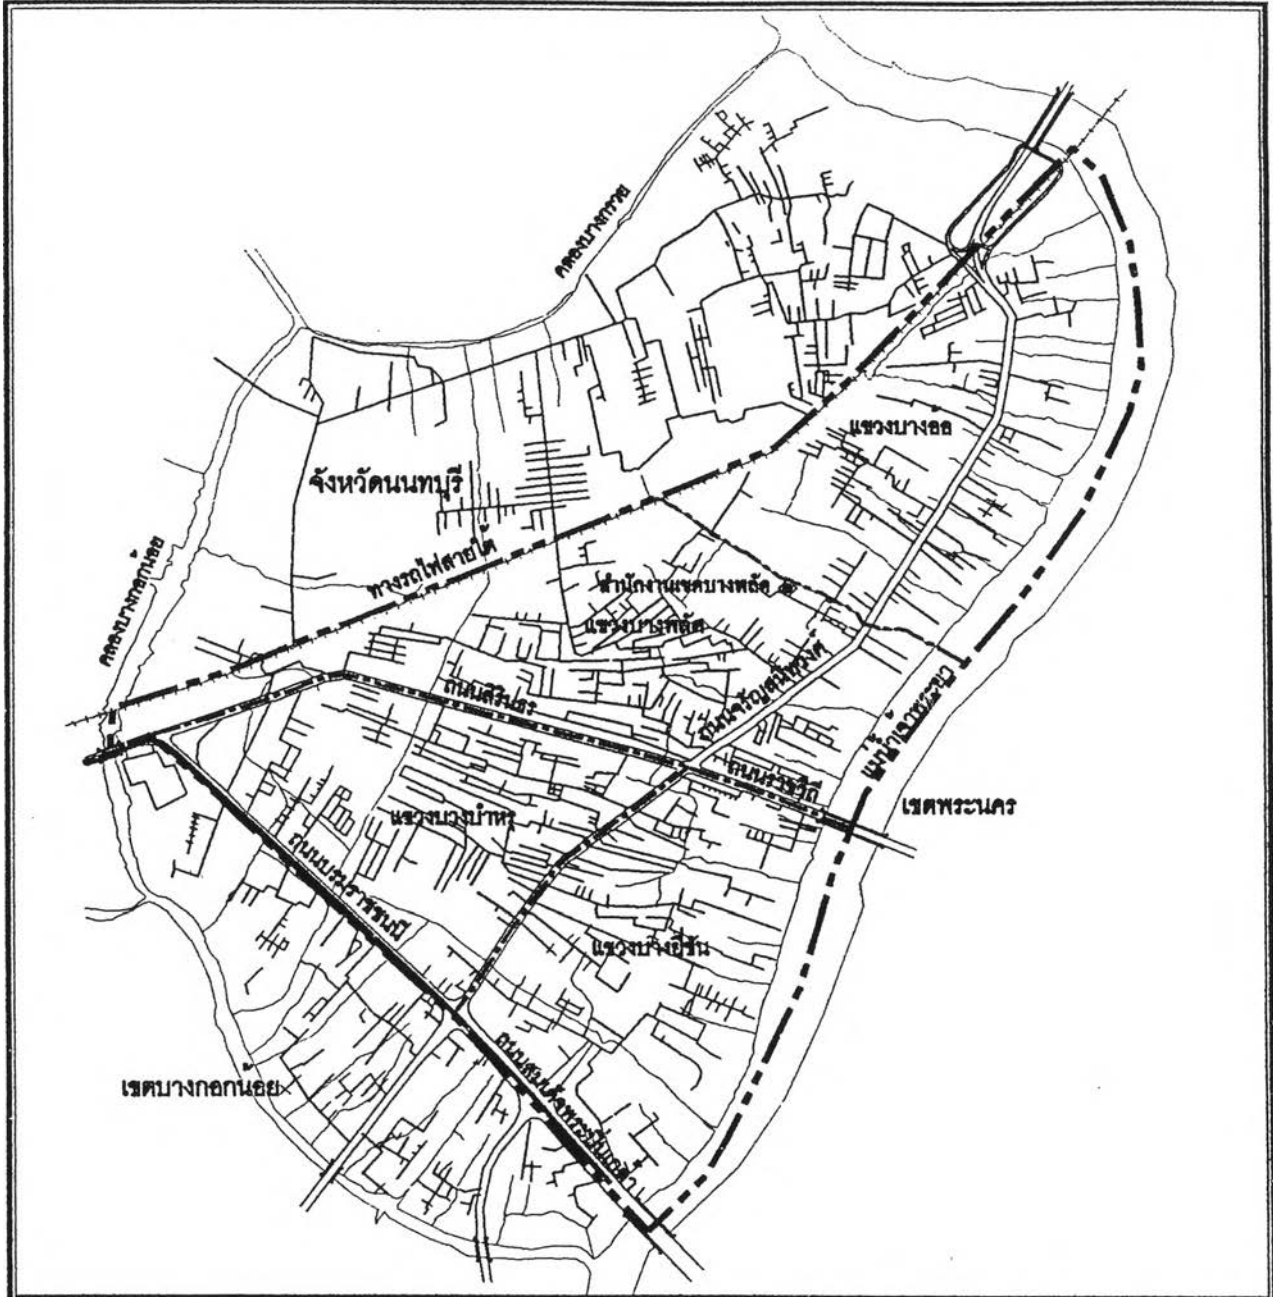 คลองบางกรวย
แขวงบางอ้อ
จังหวัดนนทบุรี
ทางรถไฟสายใต้
คลองบางกอกน้อย
สำนักงานเขตบางพลัด
แขวงบางพลัด
ถนนจรัญสนิทวงศ์
ถนนสิรินธร
แม่น้ำเจ้าพระยา
ถนนราชวิถี
เขตพระนคร
แขวงบางบำหรุ
ถนนบรมราชชนนี
แขวงบางยี่ขัน
ถนนสมเด็จพระปิ่นเกล้า
เขตบางกอกน้อย